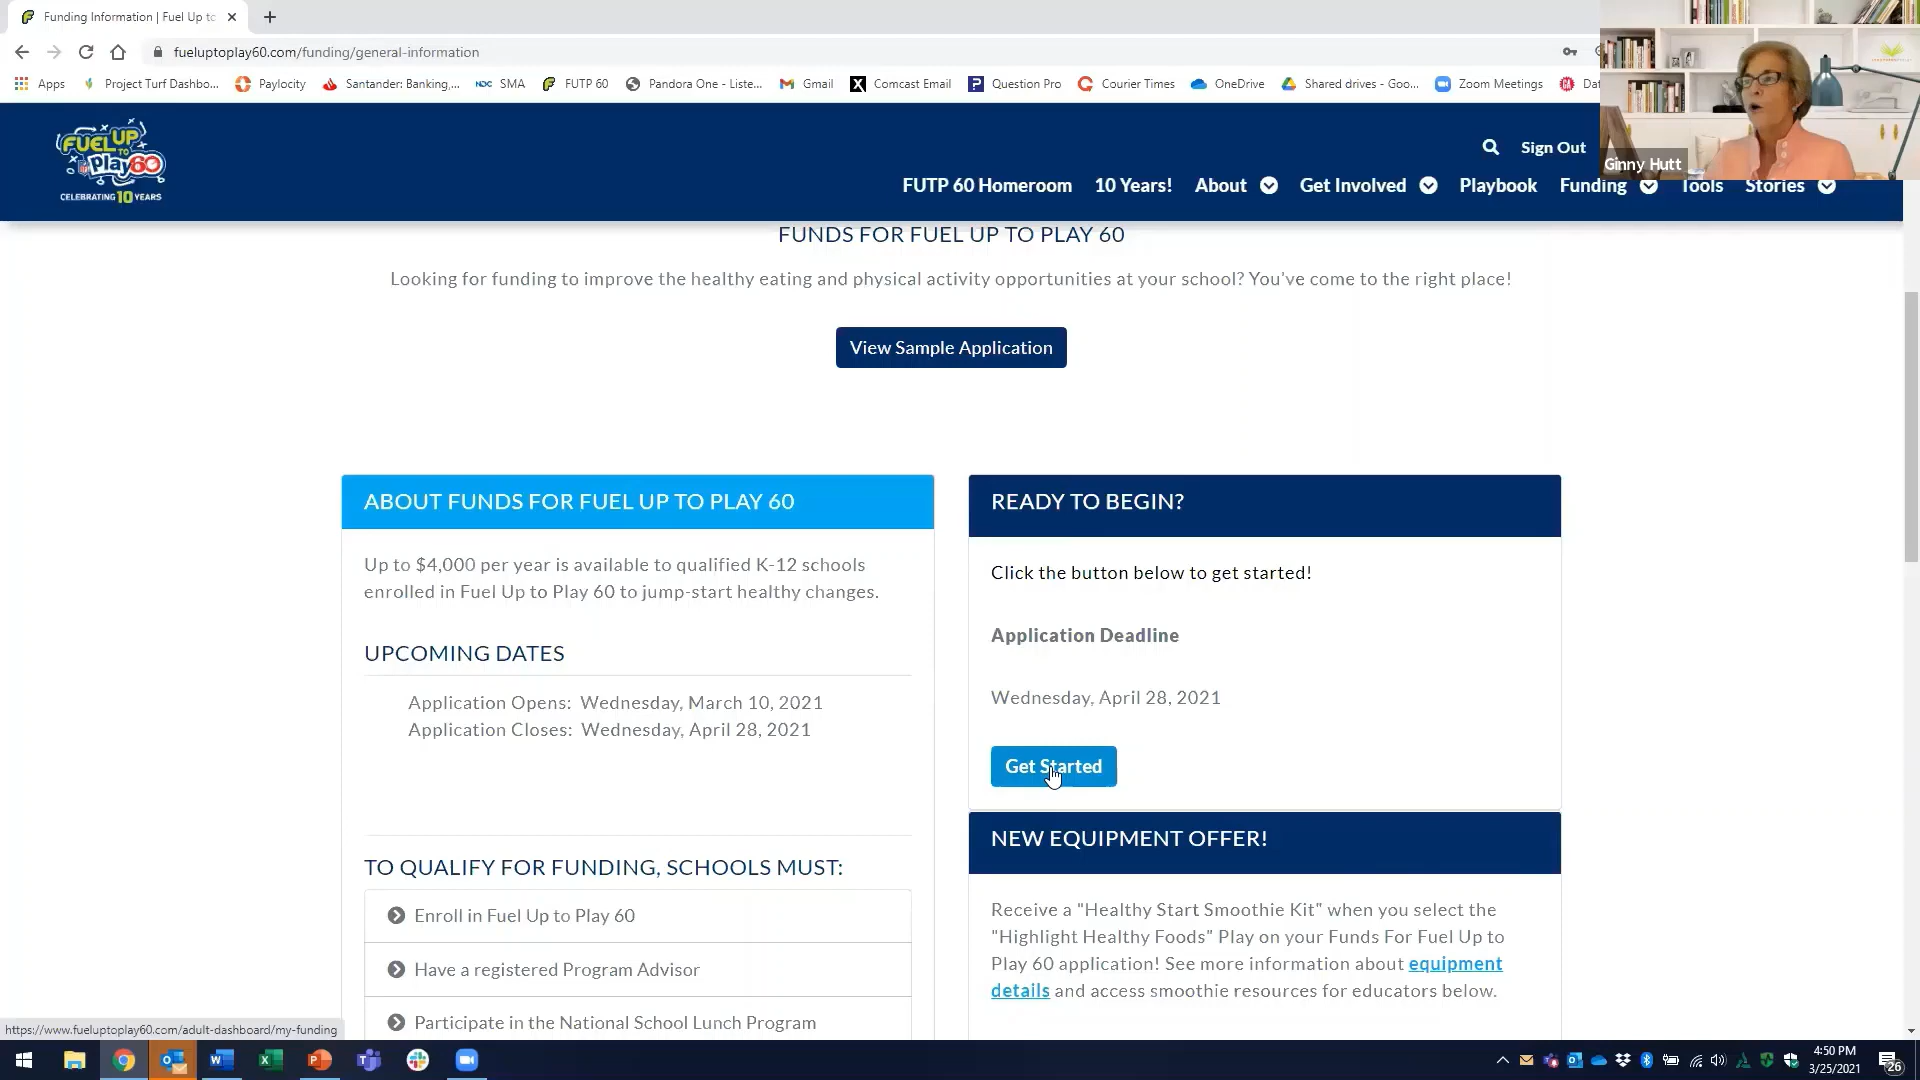 Funding Information | Fuel Up to
fueluptoplay60.com/funding/general-information
Apps
Project Turf Dashbo...
Paylocity
Santander: Banking,...
NDC SMA
FUTP 60
Pandora One - Liste...
Gmail
Comcast Email
Question Pro
Courier Times
OneDrive
Shared drives - Goo...
Zoom Meetings
Ginny Hutt
FUEL UP
TO
Play 60
CELEBRATING 10 YEARS
Sign Out
FUTP 60 Homeroom
10 Years!
About
Get Involved
Playbook
Funding
Tools
Stories
FUNDS FOR FUEL UP TO PLAY 60
Looking for funding to improve the healthy eating and physical activity opportunities at your school? You've come to the right place!
View Sample Application
ABOUT FUNDS FOR FUEL UP TO PLAY 60
Up to $4,000 per year is available to qualified K-12 schools
enrolled in Fuel Up to Play 60 to jump-start healthy changes.
UPCOMING DATES
Application Opens: Wednesday, March 10, 2021
Application Closes: Wednesday, April 28, 2021
TO QUALIFY FOR FUNDING, SCHOOLS MUST:
Enroll in Fuel Up to Play 60
Have a registered Program Advisor
Participate in the National School Lunch Program
READY TO BEGIN?
Click the button below to get started!
Application Deadline
Wednesday, April 28, 2021
Get Started
NEW EQUIPMENT OFFER!
Receive a "Healthy Start Smoothie Kit" when you select the
"Highlight Healthy Foods" Play on your Funds For Fuel Up to
Play 60 application! See more information about equipment
details and access smoothie resources for educators below.
https://www.fueluptoplay60.com/adult-dashboard/my-funding
4:50 PM
3/25/2021
26